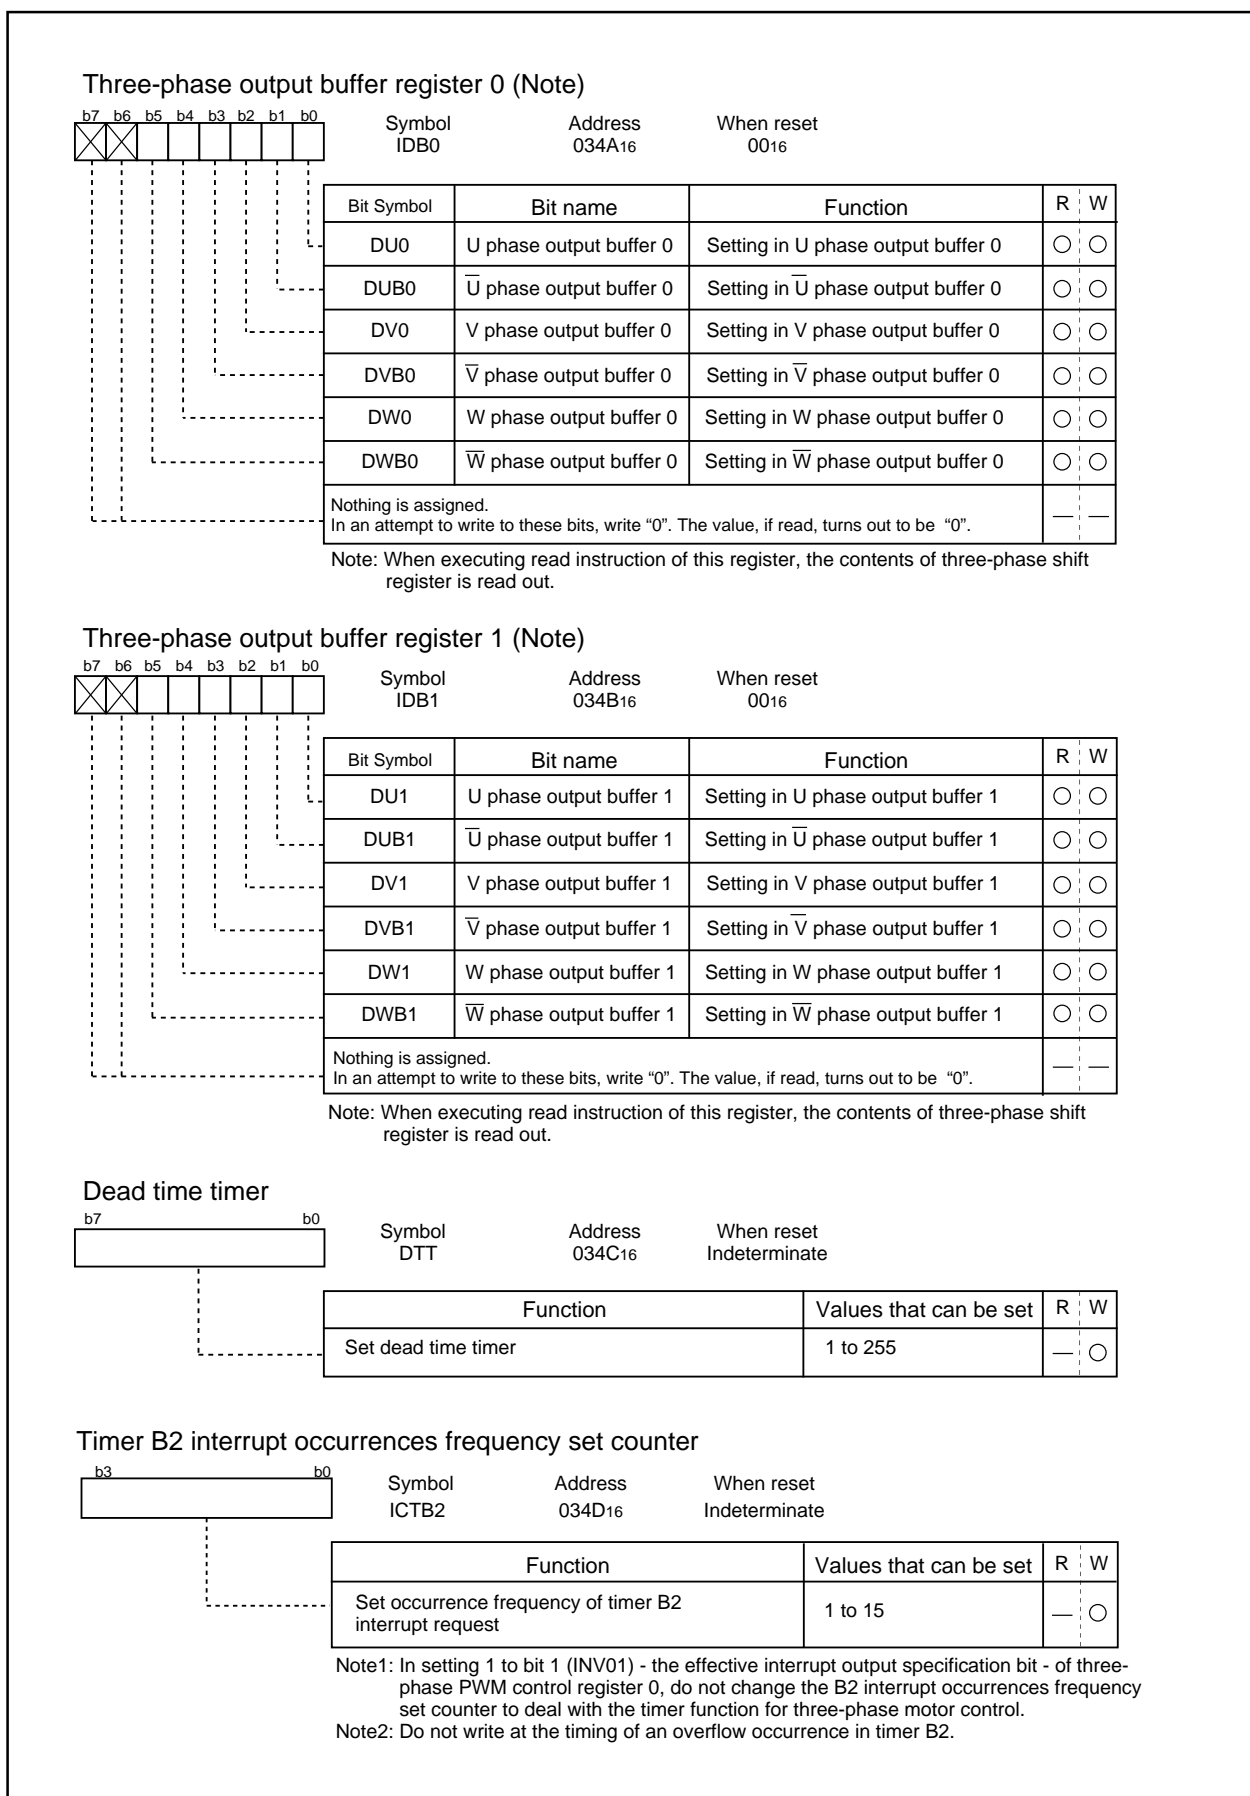 Three-phase output buffer register 0 (Note)
b7 b6 b5 b4 b3 b2 b1 b0
Symbol Address When reset
IDB0 034A16 0016
Bit Symbol Bit name Function R W
DU0 U phase output buffer 0 Setting in U phase output buffer 0
DUB0 U̅ phase output buffer 0 Setting in U̅ phase output buffer 0
DV0 V phase output buffer 0 Setting in V phase output buffer 0
DVB0 V̅ phase output buffer 0 Setting in V̅ phase output buffer 0
DW0 W phase output buffer 0 Setting in W phase output buffer 0
DWB0 W̅ phase output buffer 0 Setting in W̅ phase output buffer 0
Nothing is assigned.
In an attempt to write to these bits, write “0”. The value, if read, turns out to be “0”. — —
Note: When executing read instruction of this register, the contents of three-phase shift
register is read out.
Three-phase output buffer register 1 (Note)
b7 b6 b5 b4 b3 b2 b1 b0
Symbol Address When reset
IDB1 034B16 0016
Bit Symbol Bit name Function R W
DU1 U phase output buffer 1 Setting in U phase output buffer 1
DUB1 U̅ phase output buffer 1 Setting in U̅ phase output buffer 1
DV1 V phase output buffer 1 Setting in V phase output buffer 1
DVB1 V̅ phase output buffer 1 Setting in V̅ phase output buffer 1
DW1 W phase output buffer 1 Setting in W phase output buffer 1
DWB1 W̅ phase output buffer 1 Setting in W̅ phase output buffer 1
Nothing is assigned.
In an attempt to write to these bits, write “0”. The value, if read, turns out to be “0”. — —
Note: When executing read instruction of this register, the contents of three-phase shift
register is read out.
Dead time timer
b7 b0
Symbol Address When reset
DTT 034C16 Indeterminate
Function Values that can be set R W
Set dead time timer 1 to 255 —
Timer B2 interrupt occurrences frequency set counter
b3 b0
Symbol Address When reset
ICTB2 034D16 Indeterminate
Function Values that can be set R W
Set occurrence frequency of timer B2
interrupt request 1 to 15 —
Note1: In setting 1 to bit 1 (INV01) - the effective interrupt output specification bit - of three-
phase PWM control register 0, do not change the B2 interrupt occurrences frequency
set counter to deal with the timer function for three-phase motor control.
Note2: Do not write at the timing of an overflow occurrence in timer B2.